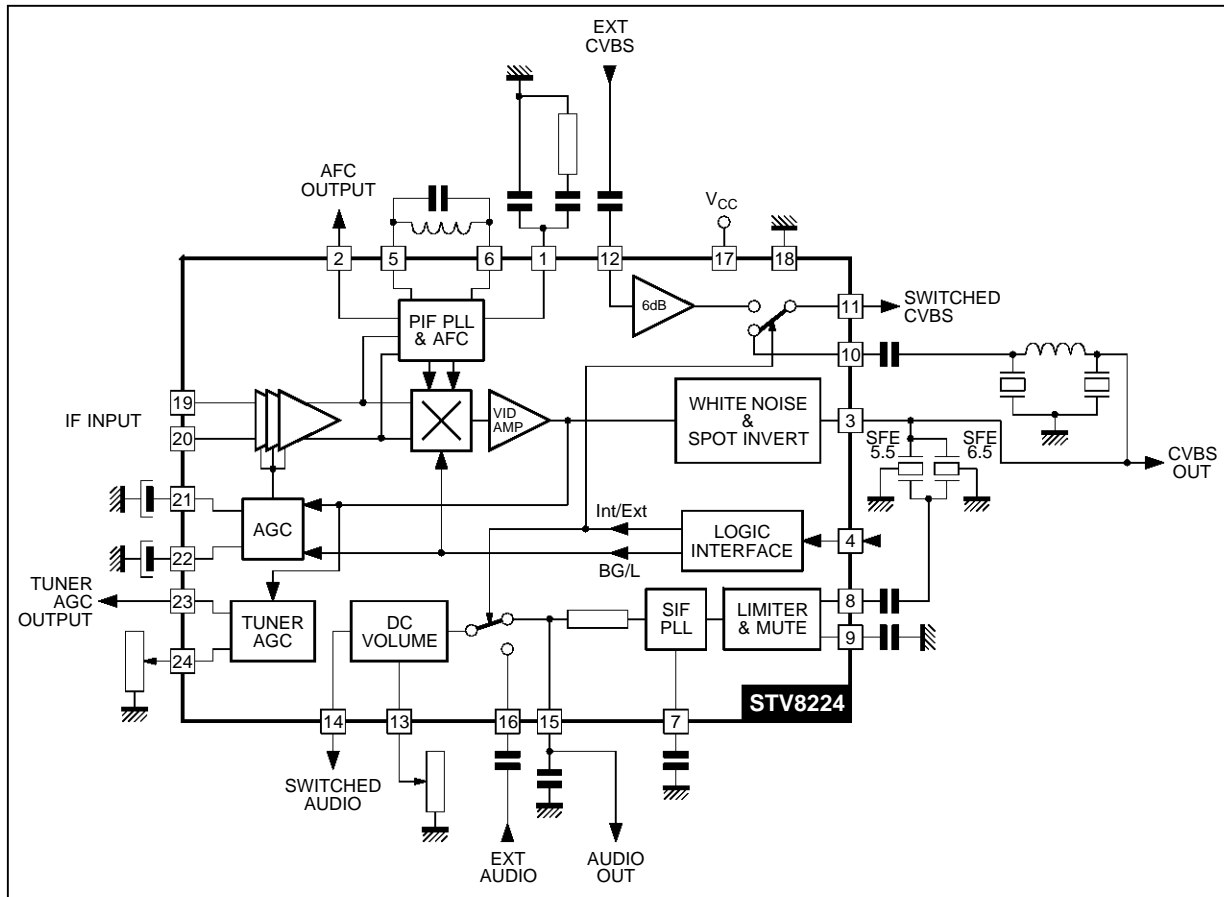 EXT
CVBS
AFC
OUTPUT
VCC
2
5
6
1
12
17
18
6dB
11
SWITCHED
CVBS
PIF PLL
& AFC
10
19
IF INPUT
20
VID
AMP
WHITE NOISE
&
SPOT INVERT
3
SFE
5.5
SFE
6.5
CVBS
OUT
21
AGC
Int/Ext
LOGIC
INTERFACE
4
22
BG/L
TUNER
AGC
OUTPUT
23
TUNER
AGC
DC
VOLUME
SIF
PLL
LIMITER
& MUTE
8
9
24
STV8224
14
13
16
15
7
SWITCHED
AUDIO
EXT
AUDIO
AUDIO
OUT